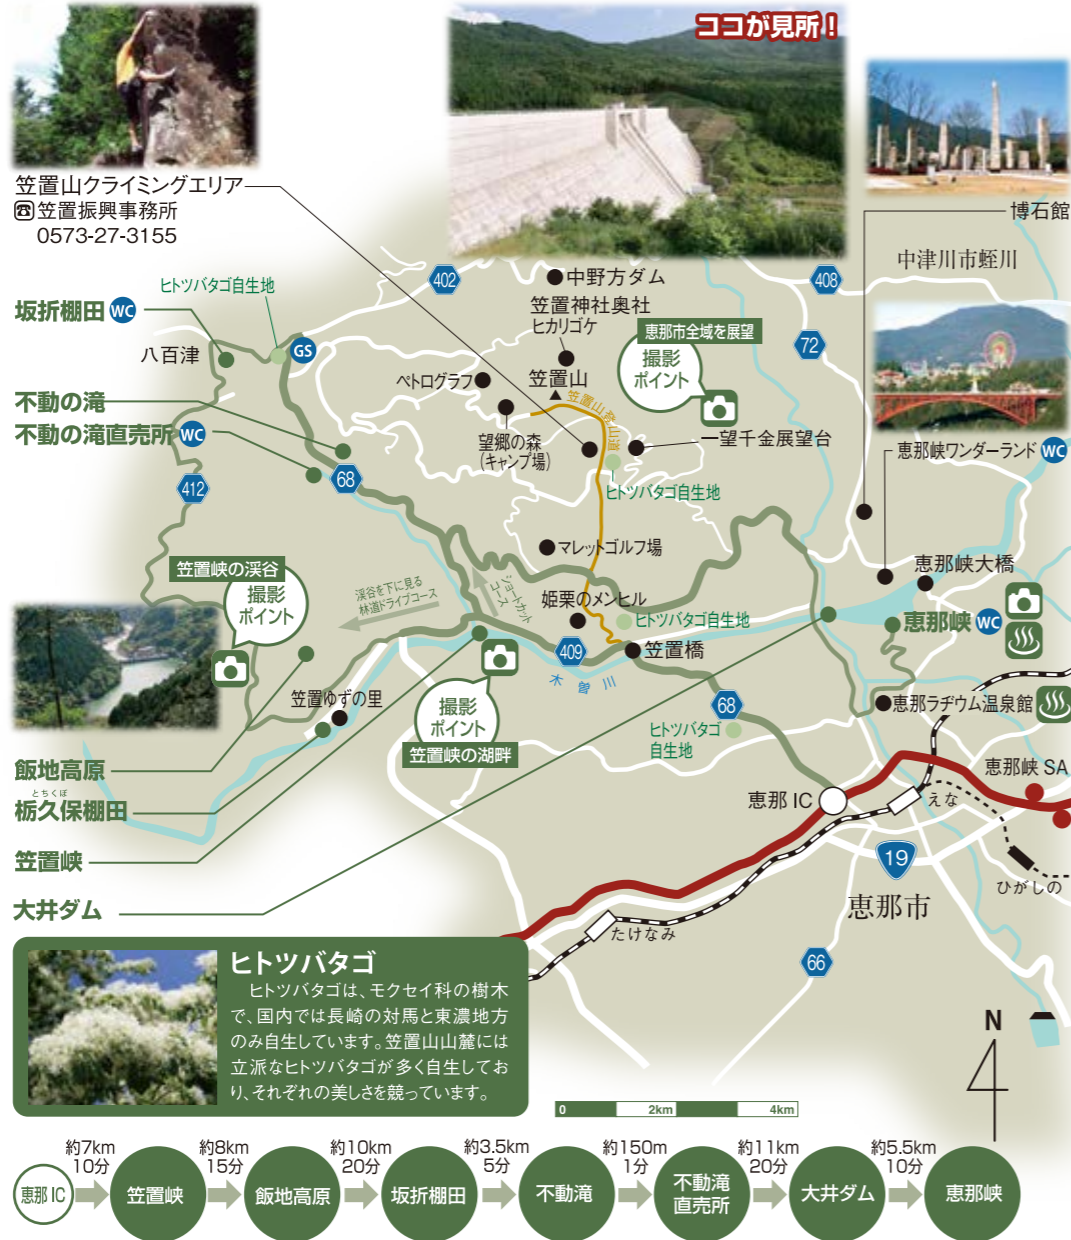 ココが見所!
笠置山クライミングエリア
☎笠置振興事務所
0573-27-3155
博石館
中津川市蛭川
402
中野方ダム
408
笠置神社奥社
ヒカリゴケ
ヒトツバタゴ自生地
坂折棚田 WC
八百津
GS
恵那市全域を展望
撮影
ポイント
72
ペトログラフ
笠置山
笠置山登山道
不動の滝
不動の滝直売所 WC
望郷の森
(キャンプ場)
一望千金展望台
恵那峡ワンダーランド WC
68
412
ヒトツバタゴ自生地
マレットゴルフ場
恵那峡大橋
笠置峡の渓谷
撮影
ポイント
渓谷を下に見る
林道ドライブコース
ショートカット
コース
姫栗のメンヒル
ヒトツバタゴ自生地
恵那峡 WC
409
笠置橋
木曽川
笠置ゆずの里
撮影
ポイント
笠置峡の湖畔
68
ヒトツバタゴ
自生地
恵那ラヂウム温泉館
飯地高原
とちくぼ
栃久保棚田
恵那峡 SA
恵那 IC
えな
笠置峡
19
ひがしの
大井ダム
恵那市
たけなみ
66
ヒトツバタゴ
ヒトツバタゴは、モクセイ科の樹木
で、国内では長崎の対馬と東濃地方
のみ自生しています。笠置山山麓には
立派なヒトツバタゴが多く自生してお
り、それぞれの美しさを競っています。
N
0 2km 4km
約7km 約8km 約10km 約3.5km 約150m 約11km 約5.5km
10分 15分 20分 5分 1分 20分 10分
恵那 IC 笠置峡 飯地高原 坂折棚田 不動滝 不動滝 大井ダム 恵那峡
直売所